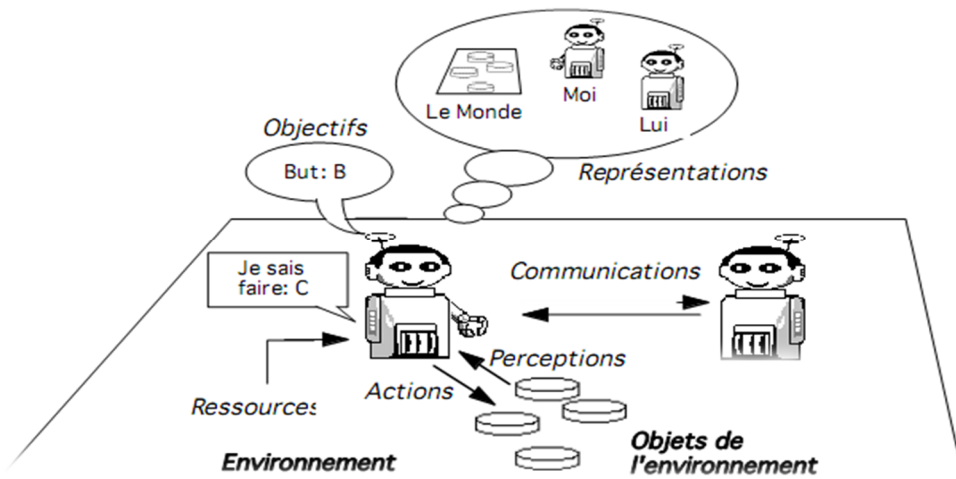 Le Monde
Moi
Lui
Objectifs
But: B
Représentations
Je sais
faire: C
Communications
Perceptions
Actions
Ressources
Environnement
Objets de
l'environnement